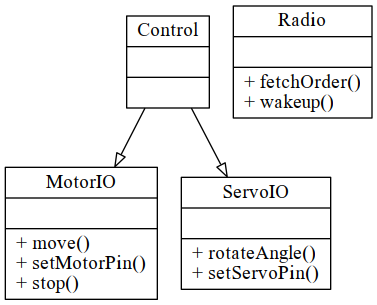 Control
Radio
+ fetchOrder()
+ wakeup()
MotorIO
+ move()
+ setMotorPin()
+ stop()
ServoIO
+ rotateAngle()
+ setServoPin()